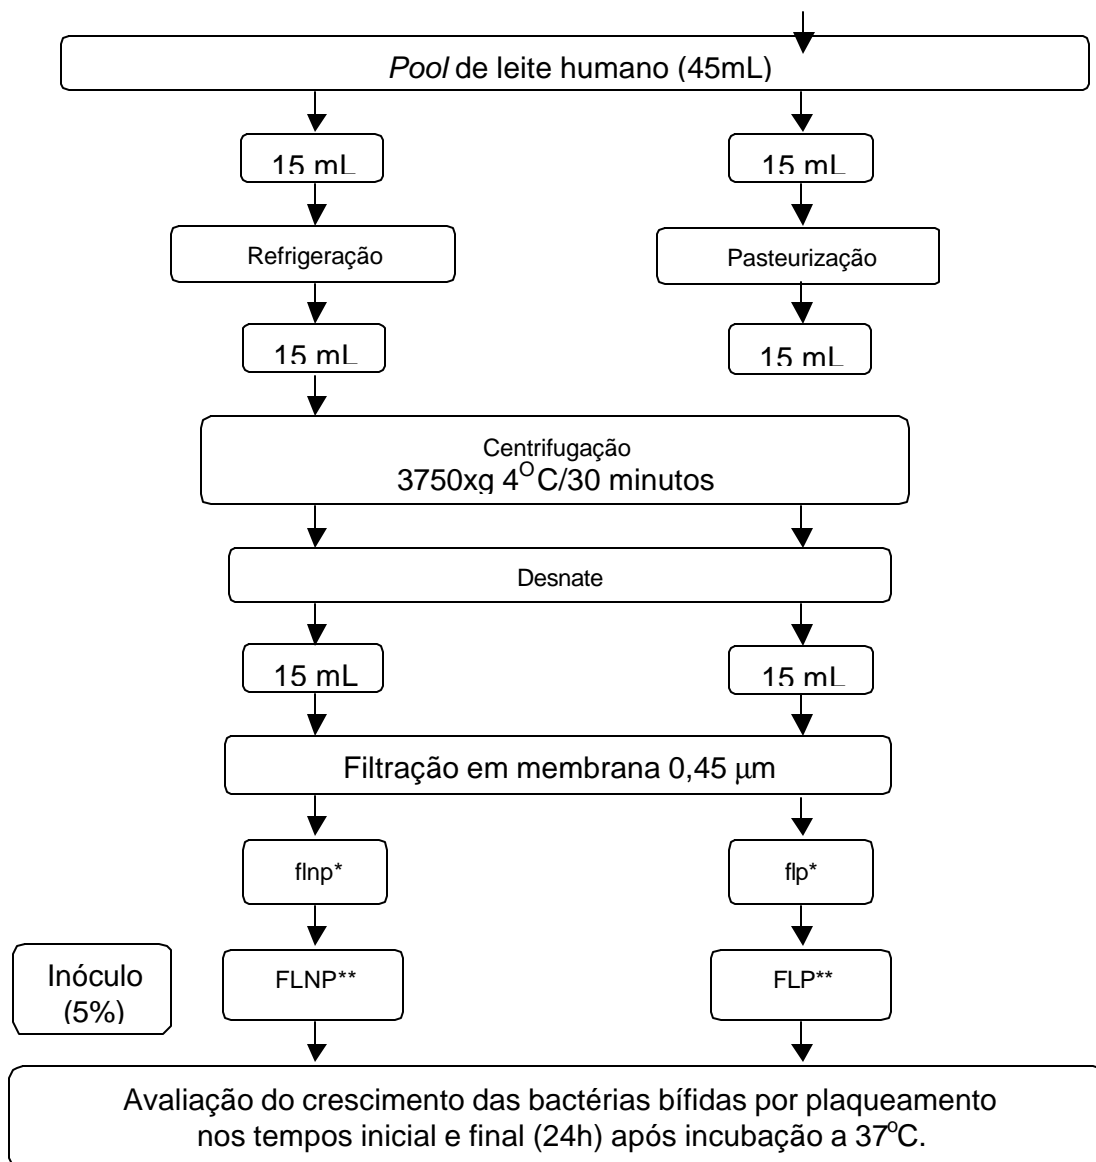 Pool de leite humano (45mL)
15 mL
15 mL
Refrigeração
Pasteurização
15 mL
15 mL
Centrifugação
3750xg 4°C/30 minutos
Desnate
15 mL
15 mL
Filtração em membrana 0,45 μm
flnp*
flp*
Inóculo
(5%)
FLNP**
FLP**
Avaliação do crescimento das bactérias bífidas por plaqueamento
nos tempos inicial e final (24h) após incubação a 37°C.